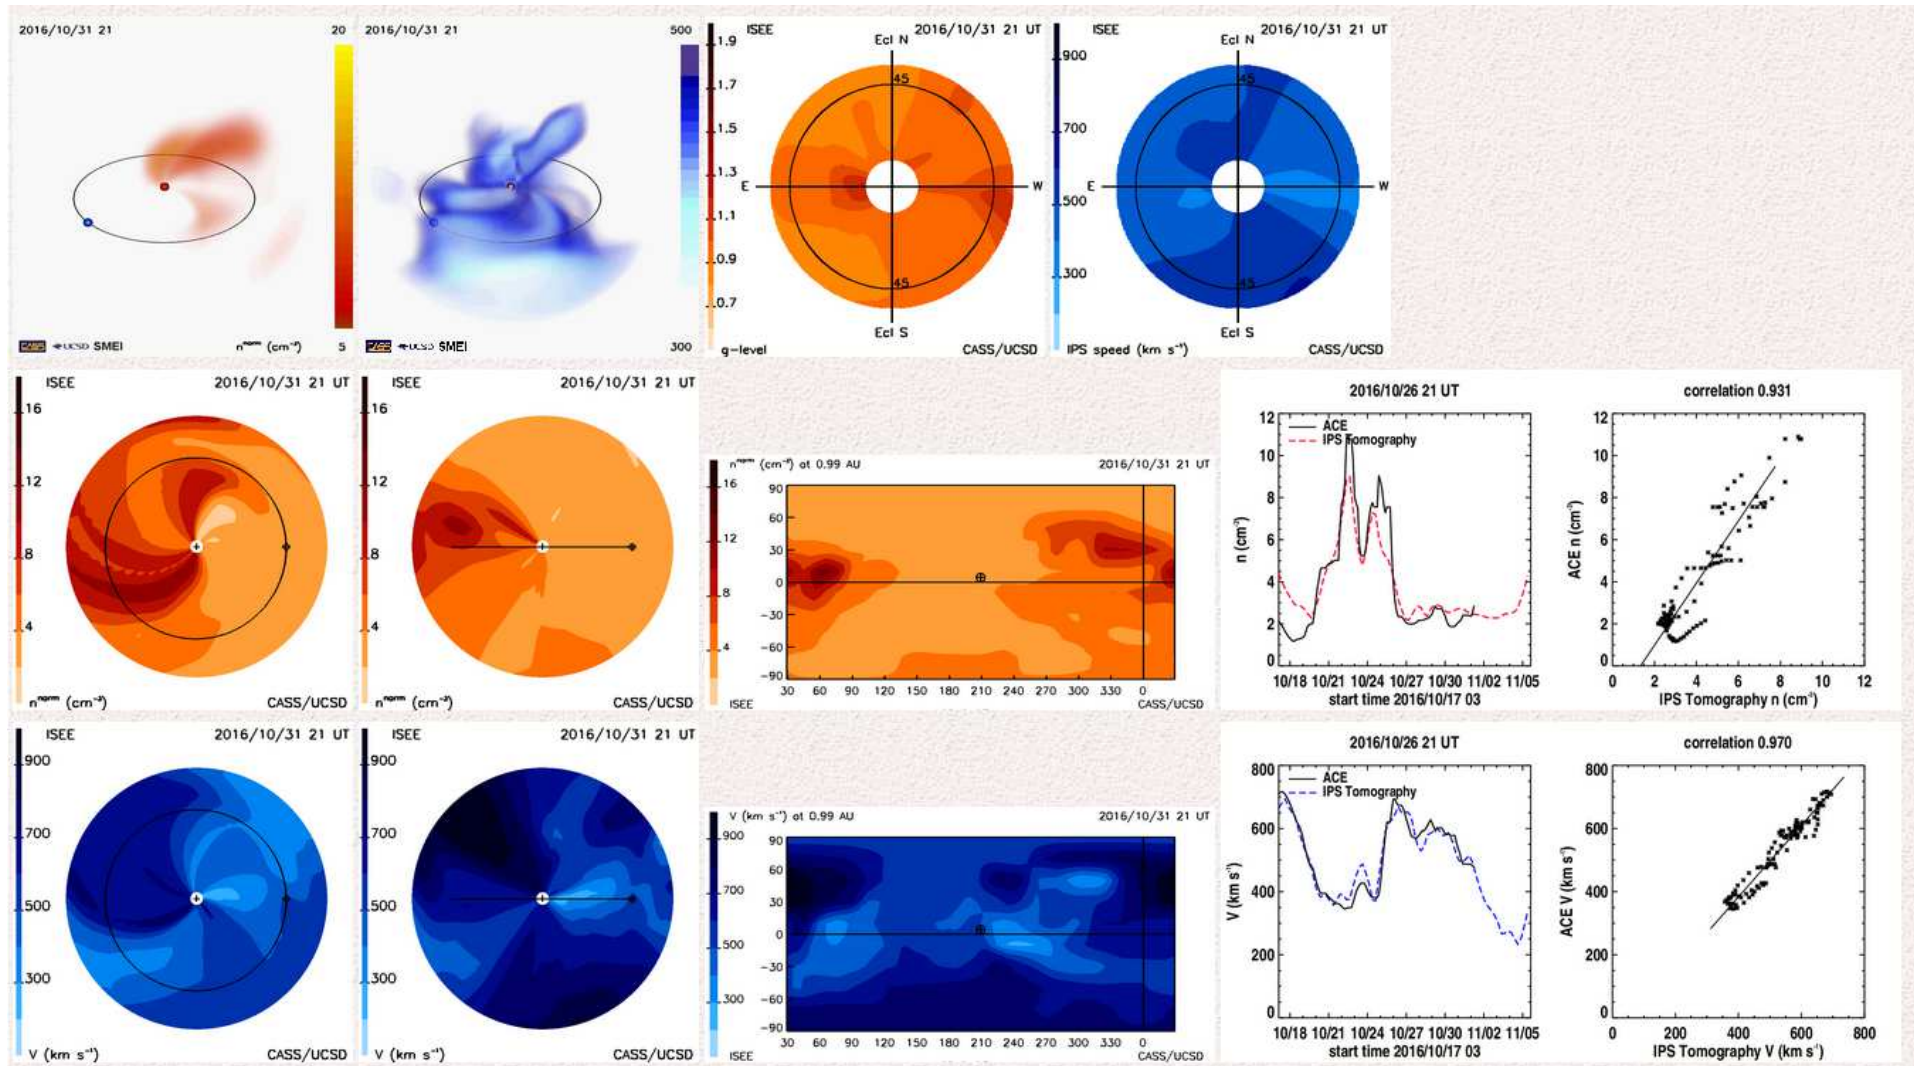 2016/10/31 21
20
n^norm (cm⁻³)
5
UCSD SMEI
2016/10/31 21
500
UCSD SMEI
300
ISEE
2016/10/31 21 UT
Ecl N
1.9
1.7
1.5
1.3
1.1
0.9
0.7
45
E
W
45
Ecl S
g-level
CASS/UCSD
ISEE
2016/10/31 21 UT
Ecl N
900
700
500
300
45
E
W
45
Ecl S
IPS speed (km s⁻¹)
CASS/UCSD
ISEE
2016/10/31 21 UT
16
12
8
4
n^norm (cm⁻³)
CASS/UCSD
ISEE
2016/10/31 21 UT
16
12
8
4
n^norm (cm⁻³)
CASS/UCSD
n^norm (cm⁻³) at 0.99 AU
2016/10/31 21 UT
16
12
8
4
90
60
30
0
-30
-60
-90
30 60 90 120 150 180 210 240 270 300 330 0
ISEE
CASS/UCSD
2016/10/26 21 UT
ACE
IPS Tomography
n (cm⁻³)
12
10
8
6
4
2
0
10/18 10/21 10/24 10/27 10/30 11/02 11/05
start time 2016/10/17 03
correlation 0.931
ACE n (cm⁻³)
12
10
8
6
4
2
0
0 2 4 6 8 10 12
IPS Tomography n (cm⁻³)
ISEE
2016/10/31 21 UT
900
700
500
300
V (km s⁻¹)
CASS/UCSD
ISEE
2016/10/31 21 UT
900
700
500
300
V (km s⁻¹)
CASS/UCSD
V (km s⁻¹) at 0.99 AU
2016/10/31 21 UT
900
700
500
300
90
60
30
0
-30
-60
-90
30 60 90 120 150 180 210 240 270 300 330 0
ISEE
CASS/UCSD
2016/10/26 21 UT
ACE
IPS Tomography
V (km s⁻¹)
800
600
400
200
0
10/18 10/21 10/24 10/27 10/30 11/02 11/05
start time 2016/10/17 03
correlation 0.970
ACE V (km s⁻¹)
800
600
400
200
0
0 200 400 600 800
IPS Tomography V (km s⁻¹)